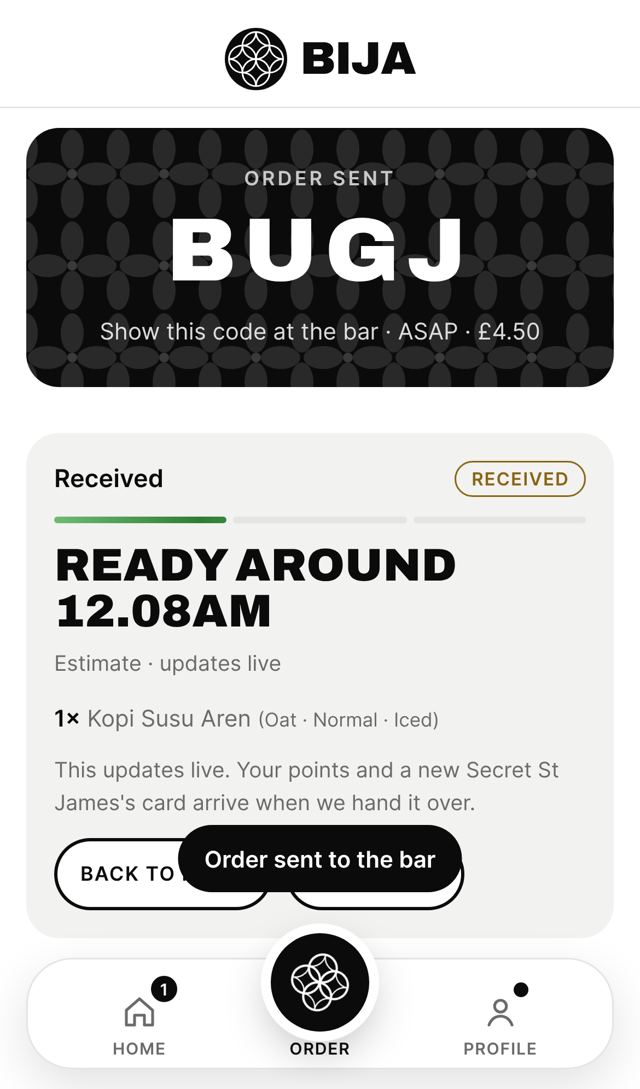 BIJA
ORDER SENT
BUGJ
Show this code at the bar · ASAP · £4.50
Received
RECEIVED
READY AROUND
12.08AM
Estimate · updates live
1× Kopi Susu Aren (Oat · Normal · Iced)
This updates live. Your points and a new Secret St
James's card arrive when we hand it over.
BACK TO
Order sent to the bar
1
HOME
ORDER
PROFILE